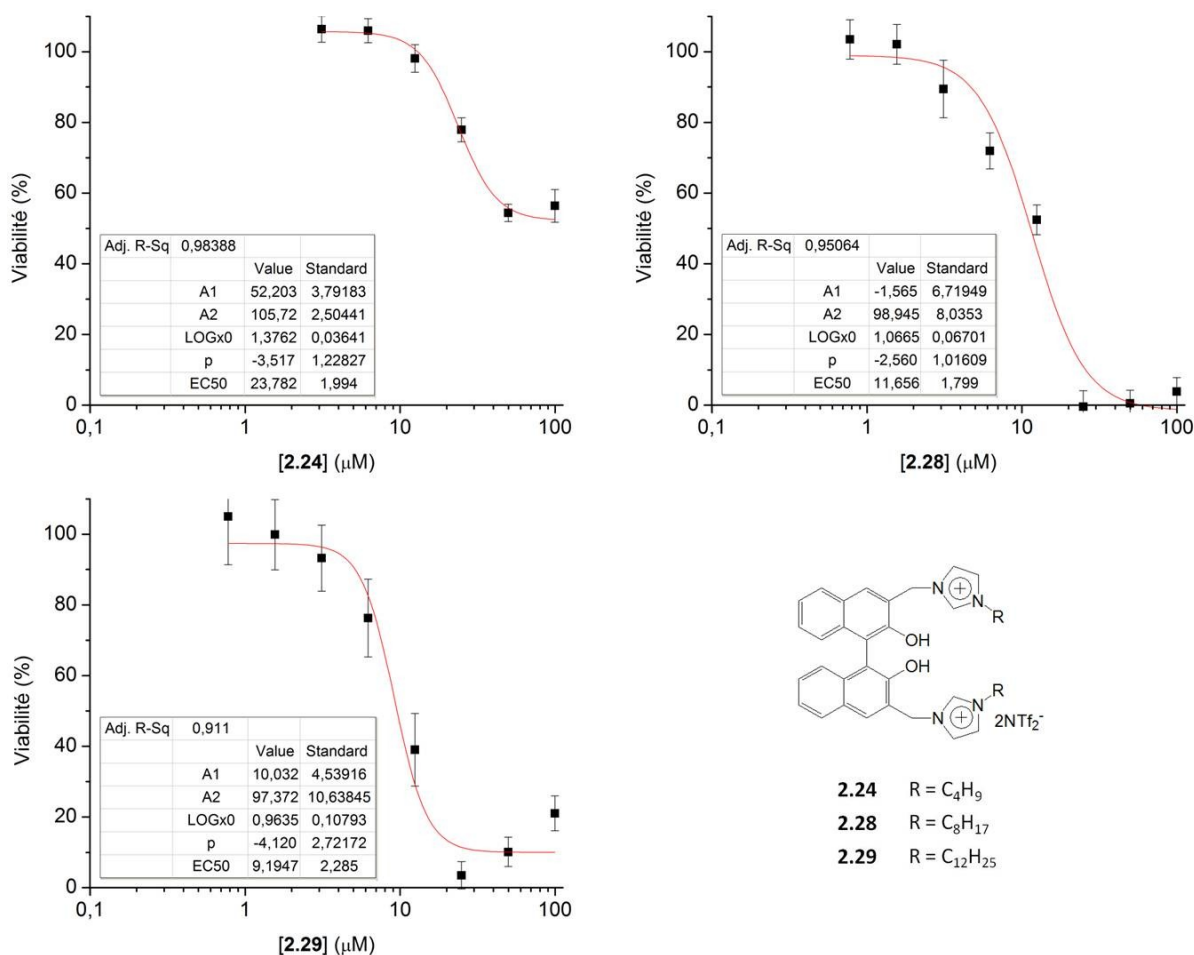 100
80
60
40
20
0
Viabilité (%)
Adj. R-Sq 0,98388
Value Standard
A1 52,203 3,79183
A2 105,72 2,50441
LOGx0 1,3762 0,03641
p -3,517 1,22827
EC50 23,782 1,994
0,1 1 10 100
[2.24] (μM)
100
80
60
40
20
0
Viabilité (%)
Adj. R-Sq 0,95064
Value Standard
A1 -1,565 6,71949
A2 98,945 8,0353
LOGx0 1,0665 0,06701
p -2,560 1,01609
EC50 11,656 1,799
0,1 1 10 100
[2.28] (μM)
100
80
60
40
20
0
Viabilité (%)
Adj. R-Sq 0,911
Value Standard
A1 10,032 4,53916
A2 97,372 10,63845
LOGx0 0,9635 0,10793
p -4,120 2,72172
EC50 9,1947 2,285
0,1 1 10 100
[2.29] (μM)
N + N
R
OH
OH
R
N
N + 2NTf₂⁻
2.24 R = C₄H₉
2.28 R = C₈H₁₇
2.29 R = C₁₂H₂₅